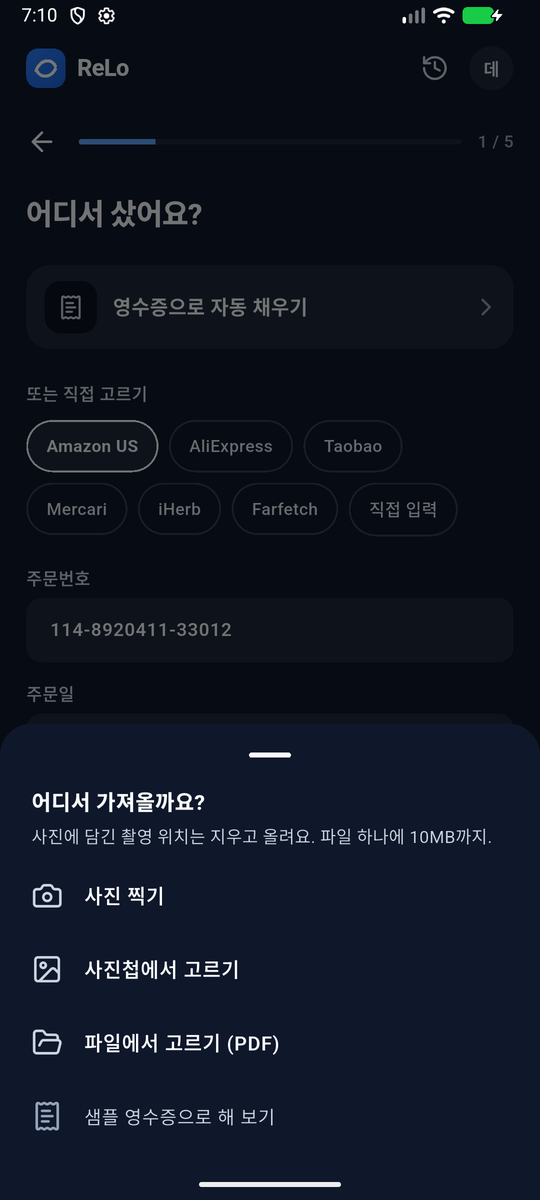 7:10
ReLo
데
1 / 5
어디서 샀어요?
영수증으로 자동 채우기
또는 직접 고르기
Amazon US
AliExpress
Taobao
Mercari
iHerb
Farfetch
직접 입력
주문번호
114-8920411-33012
주문일
어디서 가져올까요?
사진에 담긴 촬영 위치는 지우고 올려요. 파일 하나에 10MB까지.
사진 찍기
사진첩에서 고르기
파일에서 고르기 (PDF)
샘플 영수증으로 해 보기